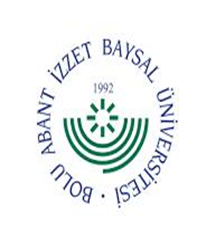 BOLU ABANT İZZET BAYSAL ÜNİVERSİTESİ ·
1992